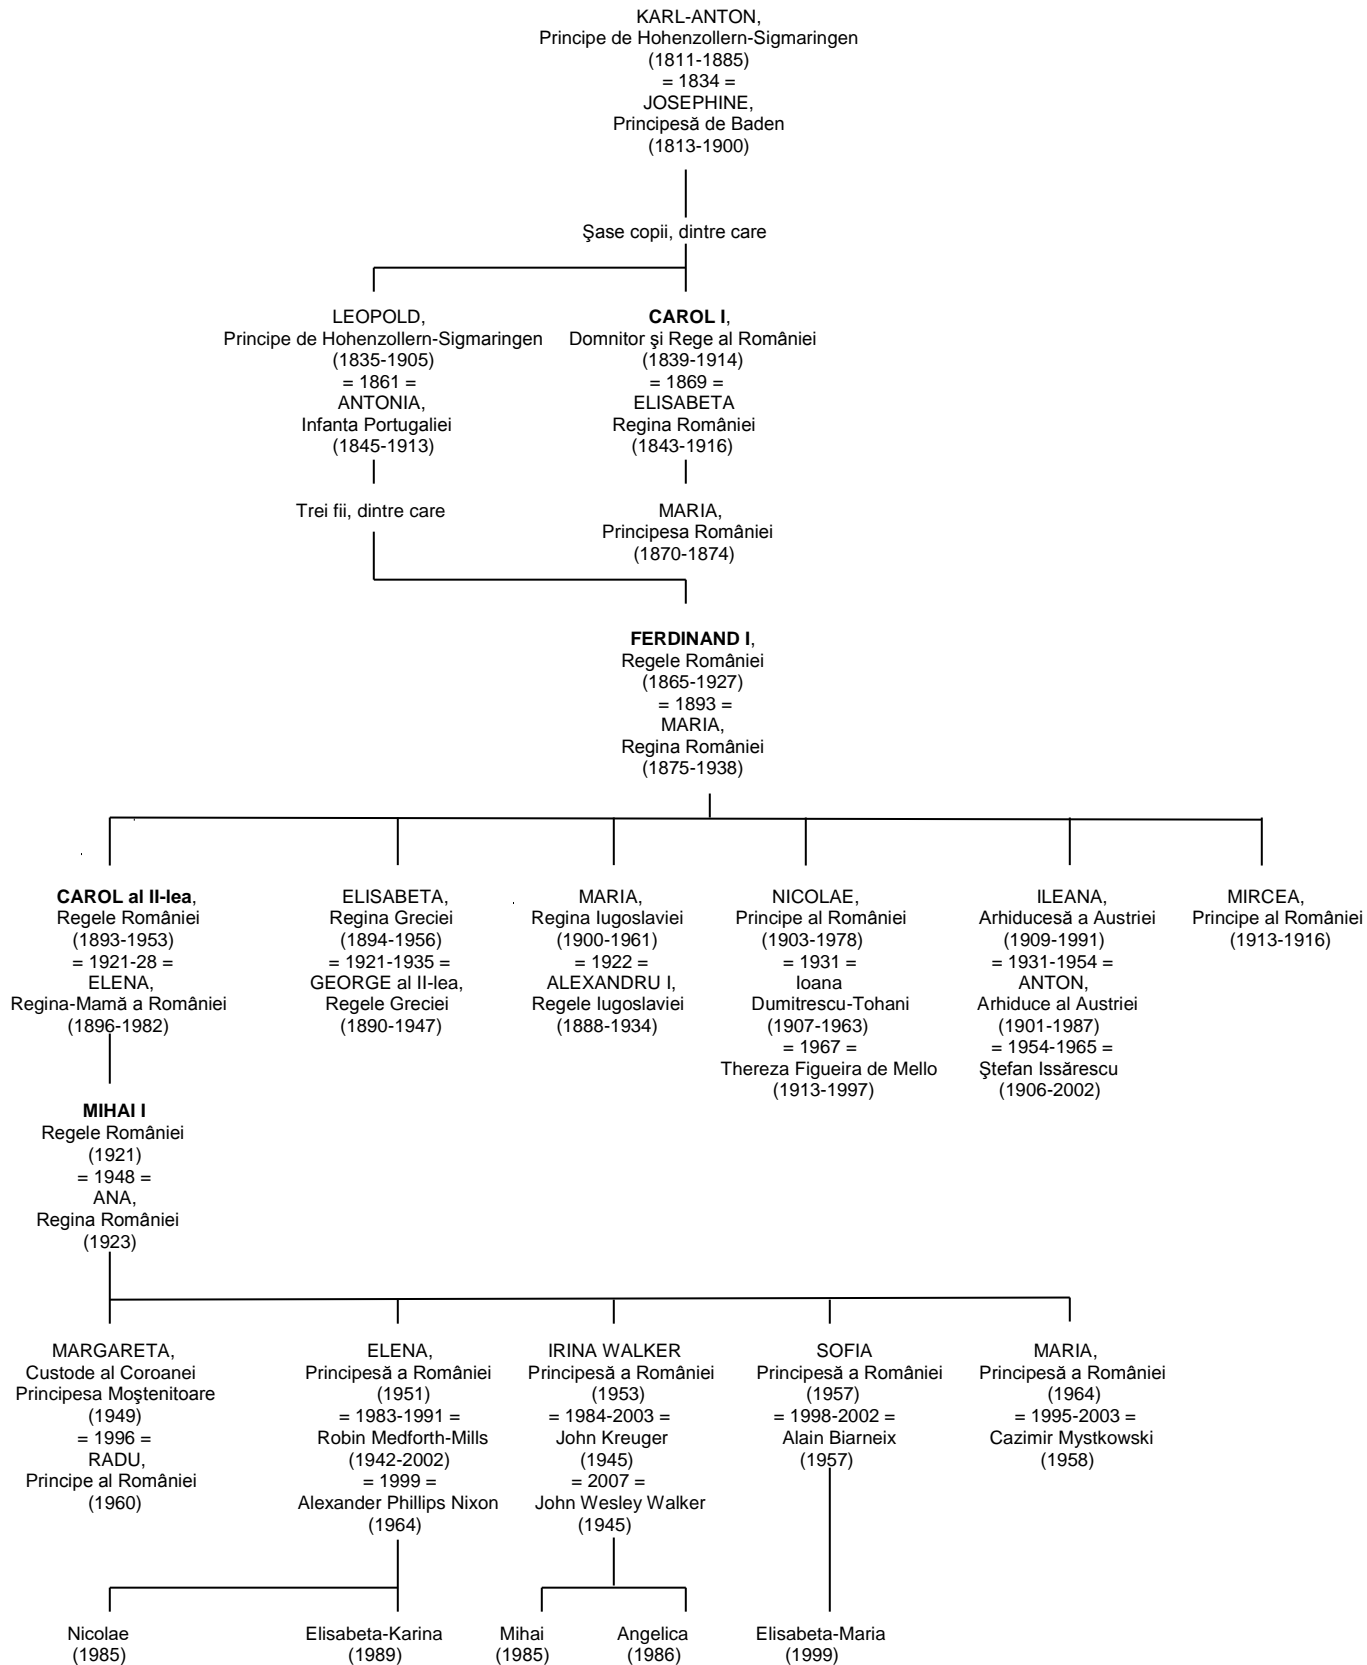 KARL-ANTON,
Principe de Hohenzollern-Sigmaringen
(1811-1885)
= 1834 =
JOSEPHINE,
Principesă de Baden
(1813-1900)
Şase copii, dintre care
LEOPOLD,
Principe de Hohenzollern-Sigmaringen
(1835-1905)
= 1861 =
ANTONIA,
Infanta Portugaliei
(1845-1913)
CAROL I,
Domnitor şi Rege al României
(1839-1914)
= 1869 =
ELISABETA
Regina României
(1843-1916)
Trei fii, dintre care
MARIA,
Principesa României
(1870-1874)
FERDINAND I,
Regele României
(1865-1927)
= 1893 =
MARIA,
Regina României
(1875-1938)
CAROL al II-lea,
Regele României
(1893-1953)
= 1921-28 =
ELENA,
Regina-Mamă a României
(1896-1982)
ELISABETA,
Regina Greciei
(1894-1956)
= 1921-1935 =
GEORGE al II-lea,
Regele Greciei
(1890-1947)
MARIA,
Regina Iugoslaviei
(1900-1961)
= 1922 =
ALEXANDRU I,
Regele Iugoslaviei
(1888-1934)
NICOLAE,
Principe al României
(1903-1978)
= 1931 =
Ioana
Dumitrescu-Tohani
(1907-1963)
= 1967 =
Thereza Figueira de Mello
(1913-1997)
ILEANA,
Arhiducesă a Austriei
(1909-1991)
= 1931-1954 =
ANTON,
Arhiduce al Austriei
(1901-1987)
= 1954-1965 =
Ştefan Issărescu
(1906-2002)
MIRCEA,
Principe al României
(1913-1916)
MIHAI I
Regele României
(1921)
= 1948 =
ANA,
Regina României
(1923)
MARGARETA,
Custode al Coroanei
Principesa Moştenitoare
(1949)
= 1996 =
RADU,
Principe al României
(1960)
ELENA,
Principesă a României
(1951)
= 1983-1991 =
Robin Medforth-Mills
(1942-2002)
= 1999 =
Alexander Phillips Nixon
(1964)
IRINA WALKER
Principesă a României
(1953)
= 1984-2003 =
John Kreuger
(1945)
= 2007 =
John Wesley Walker
(1945)
SOFIA
Principesă a României
(1957)
= 1998-2002 =
Alain Biarneix
(1957)
MARIA,
Principesă a României
(1964)
= 1995-2003 =
Cazimir Mystkowski
(1958)
Nicolae
(1985)
Elisabeta-Karina
(1989)
Mihai
(1985)
Angelica
(1986)
Elisabeta-Maria
(1999)